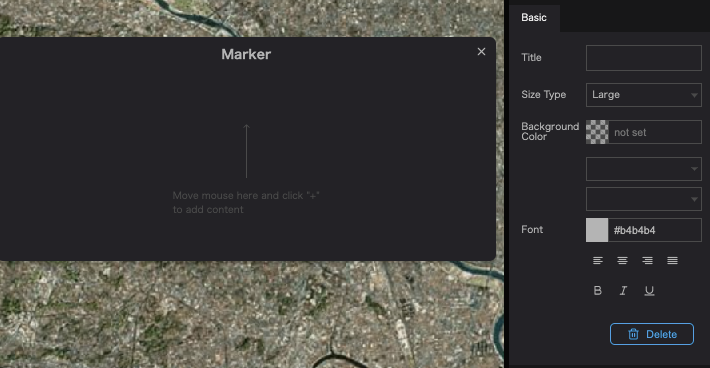 Marker
Move mouse here and click "+"
to add content
Basic
Title
Size Type
Large
Background
Color
not set
Font
#b4b4b4
B I U
Delete